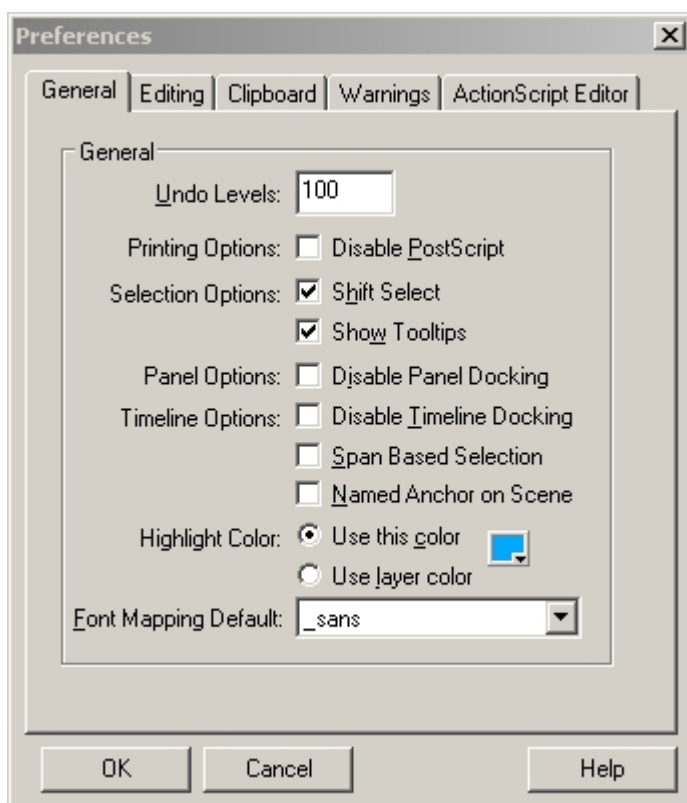 Preferences
General Editing Clipboard Warnings ActionScript Editor
General
Undo Levels: 100
Printing Options: Disable PostScript
Selection Options: Shift Select
Show Tooltips
Panel Options: Disable Panel Docking
Timeline Options: Disable Timeline Docking
Span Based Selection
Named Anchor on Scene
Highlight Color: Use this color
Use layer color
Font Mapping Default: _sans
OK Cancel Help